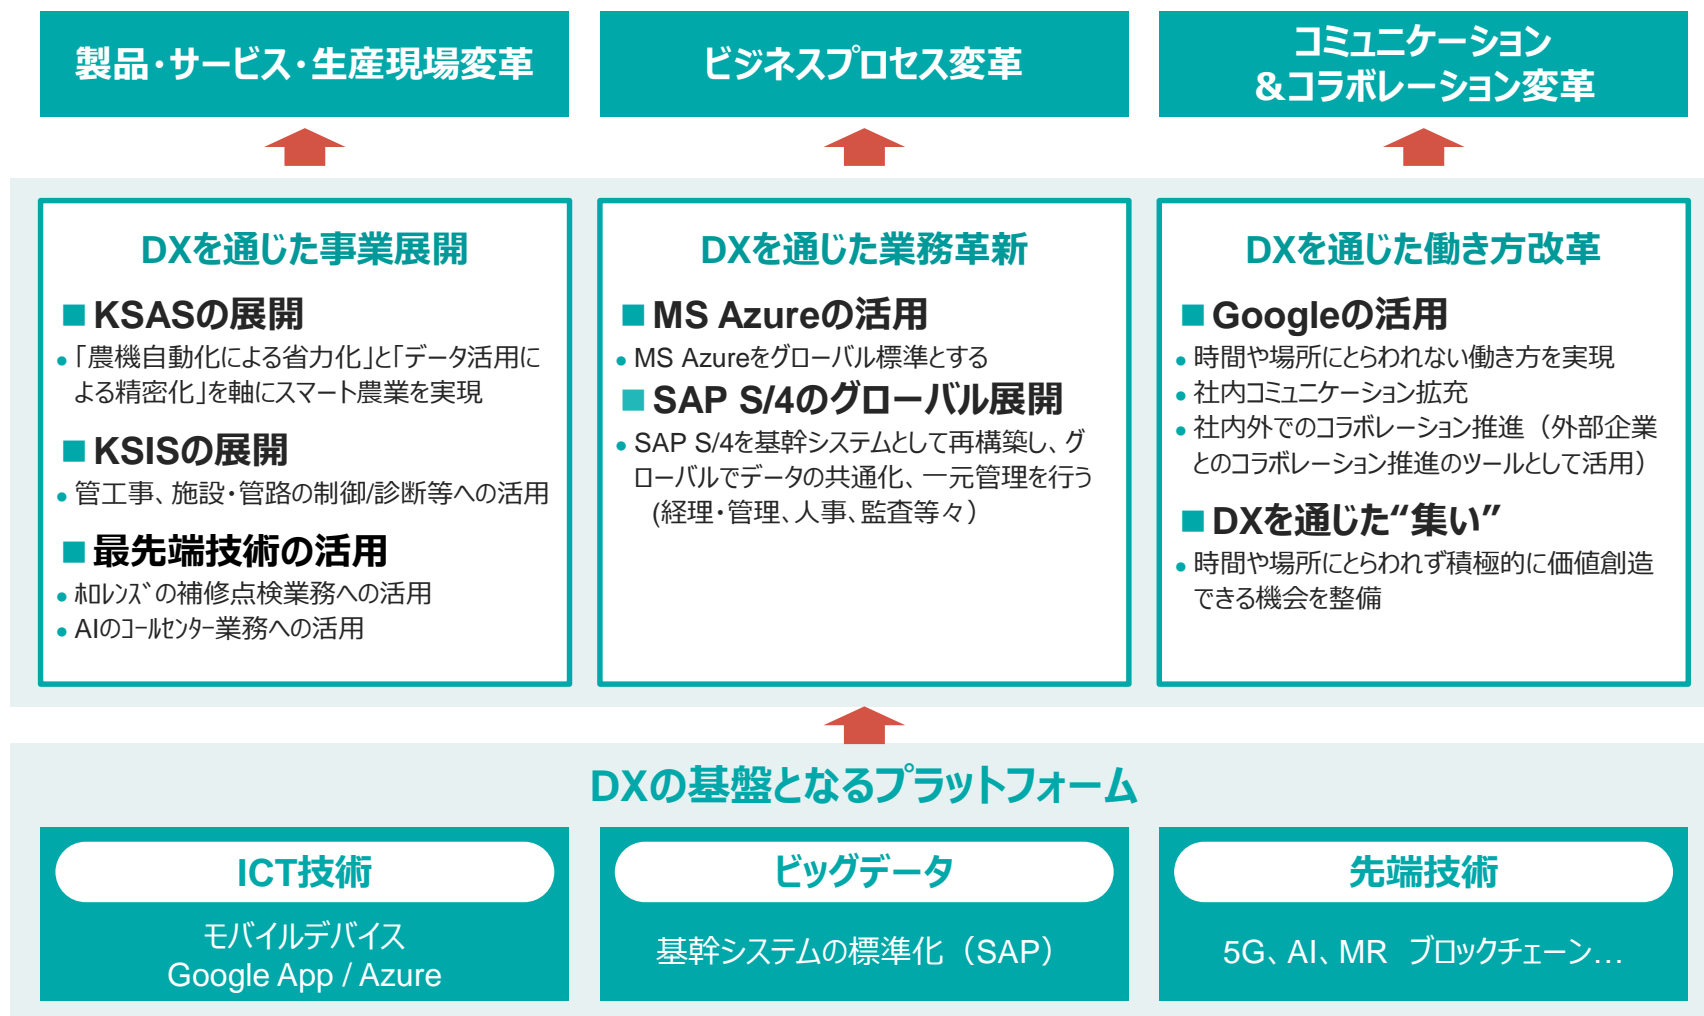 製品・サービス・生産現場変革
ビジネスプロセス変革
コミュニケーション
&コラボレーション変革
DXを通じた事業展開
■KSASの展開
●「農機自動化による省力化」と「データ活用に
よる精密化」を軸にスマート農業を実現
■KSISの展開
●管工事、施設・管路の制御/診断等への活用
■最先端技術の活用
●ﾎﾛﾚﾝｽﾞの補修点検業務への活用
●AIのｺｰﾙｾﾝﾀｰ業務への活用
DXを通じた業務革新
■MS Azureの活用
●MS Azureをグローバル標準とする
■SAP S/4のグローバル展開
●SAP S/4を基幹システムとして再構築し、グ
ローバルでデータの共通化、一元管理を行う
(経理・管理、人事、監査等々）
DXを通じた働き方改革
■Googleの活用
●時間や場所にとらわれない働き方を実現
●社内コミュニケーション拡充
●社内外でのコラボレーション推進（外部企業
とのコラボレーション推進のツールとして活用）
■DXを通じた“集い”
●時間や場所にとらわれず積極的に価値創造
できる機会を整備
DXの基盤となるプラットフォーム
ICT技術
モバイルデバイス
Google App / Azure
ビッグデータ
基幹システムの標準化（SAP）
先端技術
5G、AI、MR　ブロックチェーン…